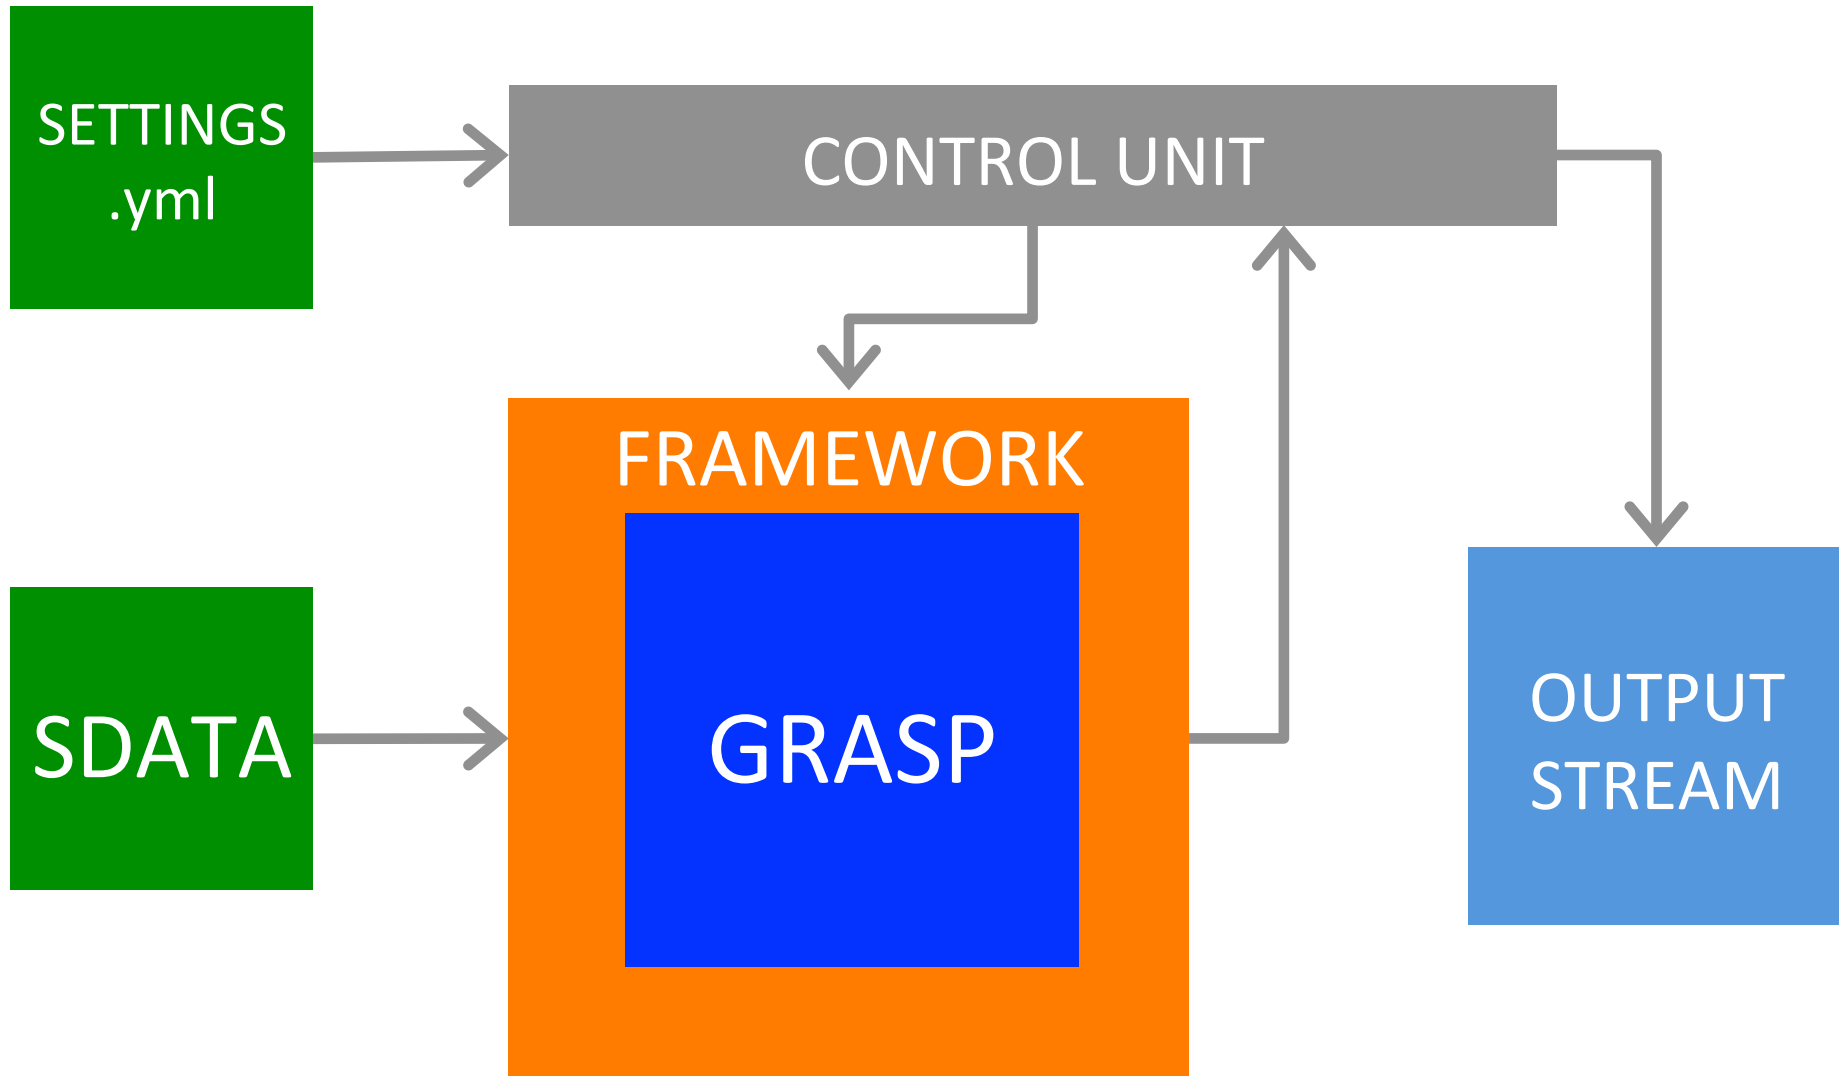 SETTINGS
.yml
CONTROL UNIT
FRAMEWORK
SDATA
GRASP
OUTPUT
STREAM